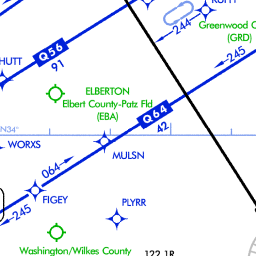 244
Greenwood C
(GRD)
245
Q56
91
HUTT
ELBERTON
Elbert County-Patz Fld
(EBA)
Q64
42
N34°
WORXS
MULSN
064
FIGEY
245
PLYRR
Washington/Wilkes County
122.1R